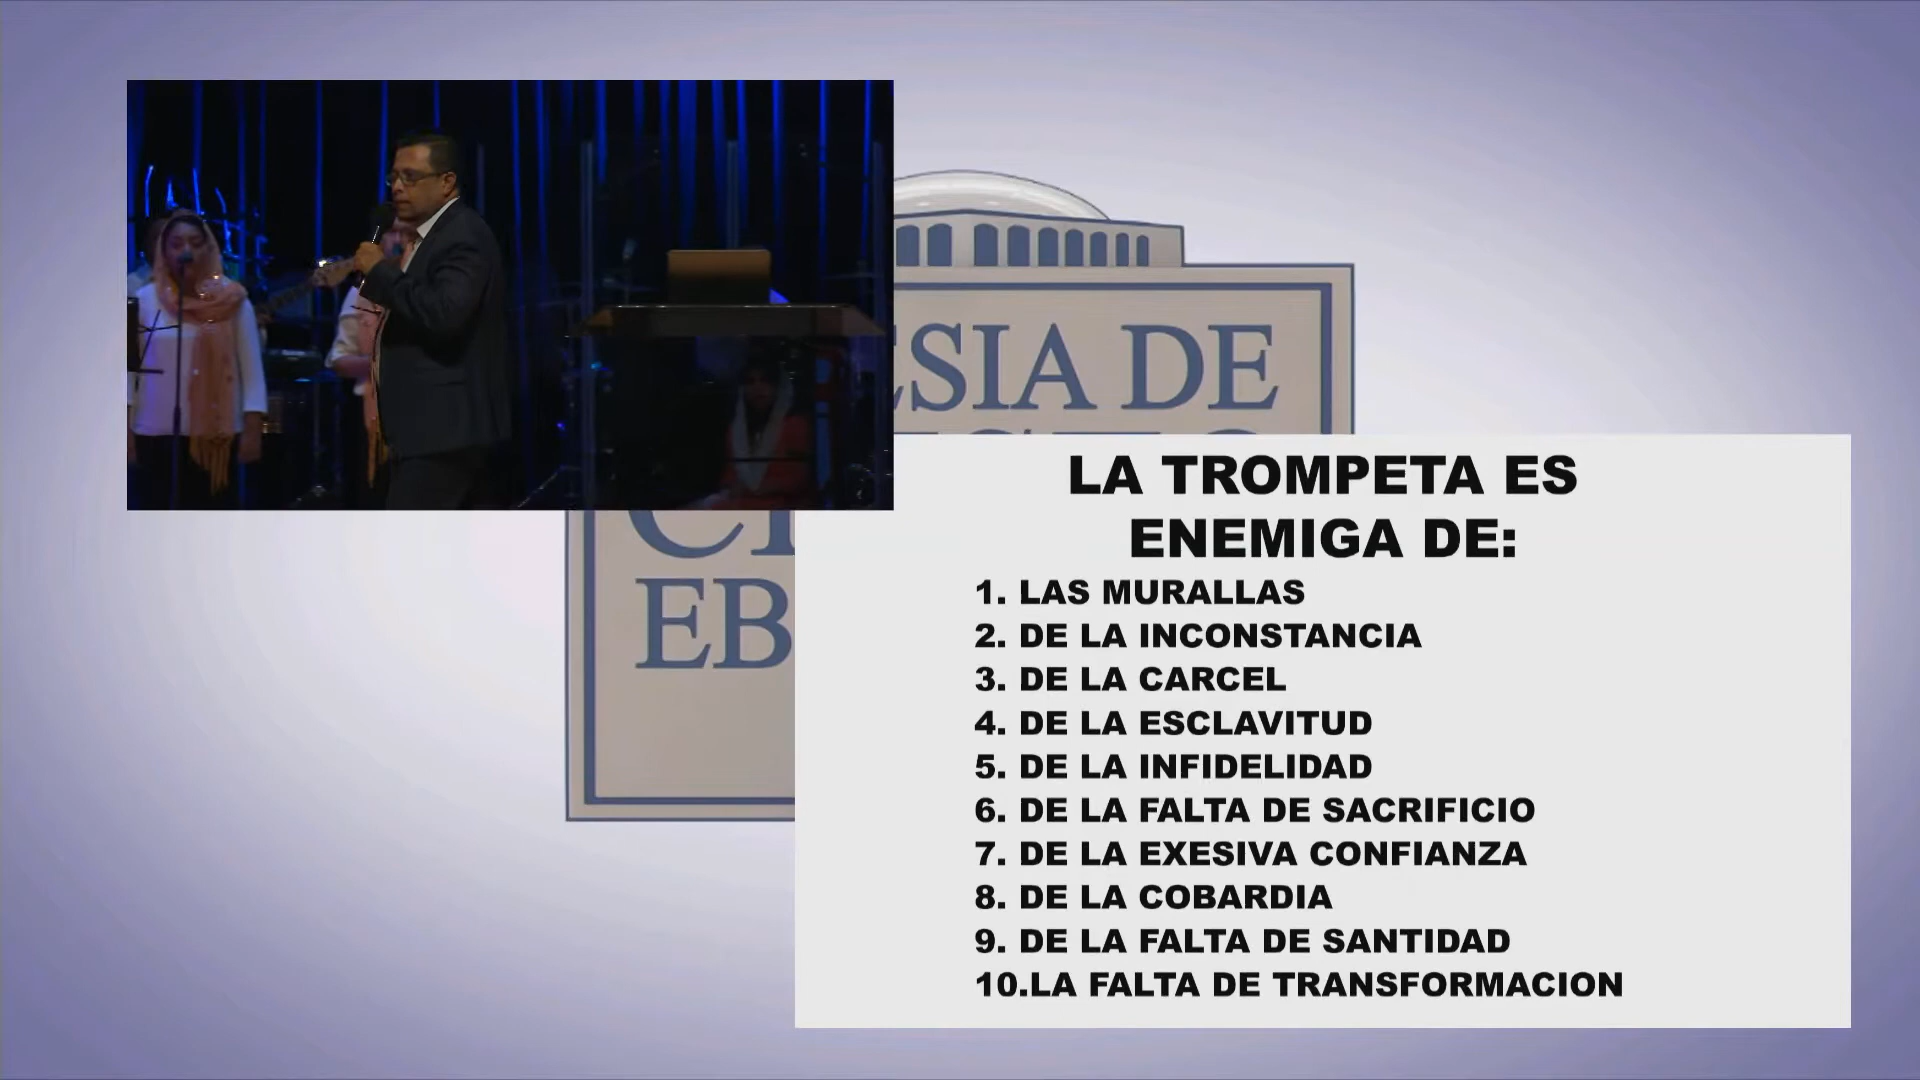 DE
LA TROMPETA ES
ENEMIGA DE:
1. LAS MURALLAS
2. DE LA INCONSTANCIA
3. DE LA CARCEL
4. DE LA ESCLAVITUD
5. DE LA INFIDELIDAD
6. DE LA FALTA DE SACRIFICIO
7. DE LA EXESIVA CONFIANZA
8. DE LA COBARDIA
9. DE LA FALTA DE SANTIDAD
10.LA FALTA DE TRANSFORMACION